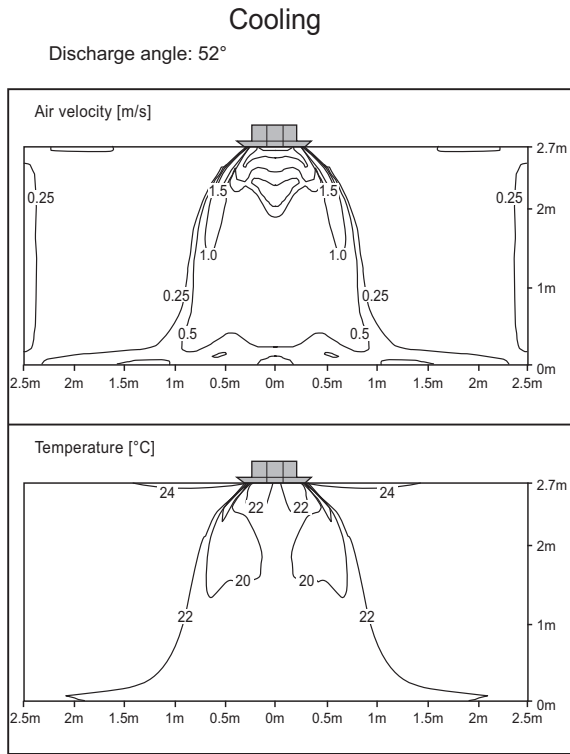 Cooling
Discharge angle: 52°
Air velocity [m/s]
2.7m
0.25
1.5
1.5
0.25
2m
1.0
1.0
0.25
0.25
1m
0.5
0.5
0m
2.5m 2m 1.5m 1m 0.5m 0m 0.5m 1m 1.5m 2m 2.5m
Temperature [°C]
2.7m
24
24
22
22
2m
20
20
22
22
1m
0m
2.5m 2m 1.5m 1m 0.5m 0m 0.5m 1m 1.5m 2m 2.5m